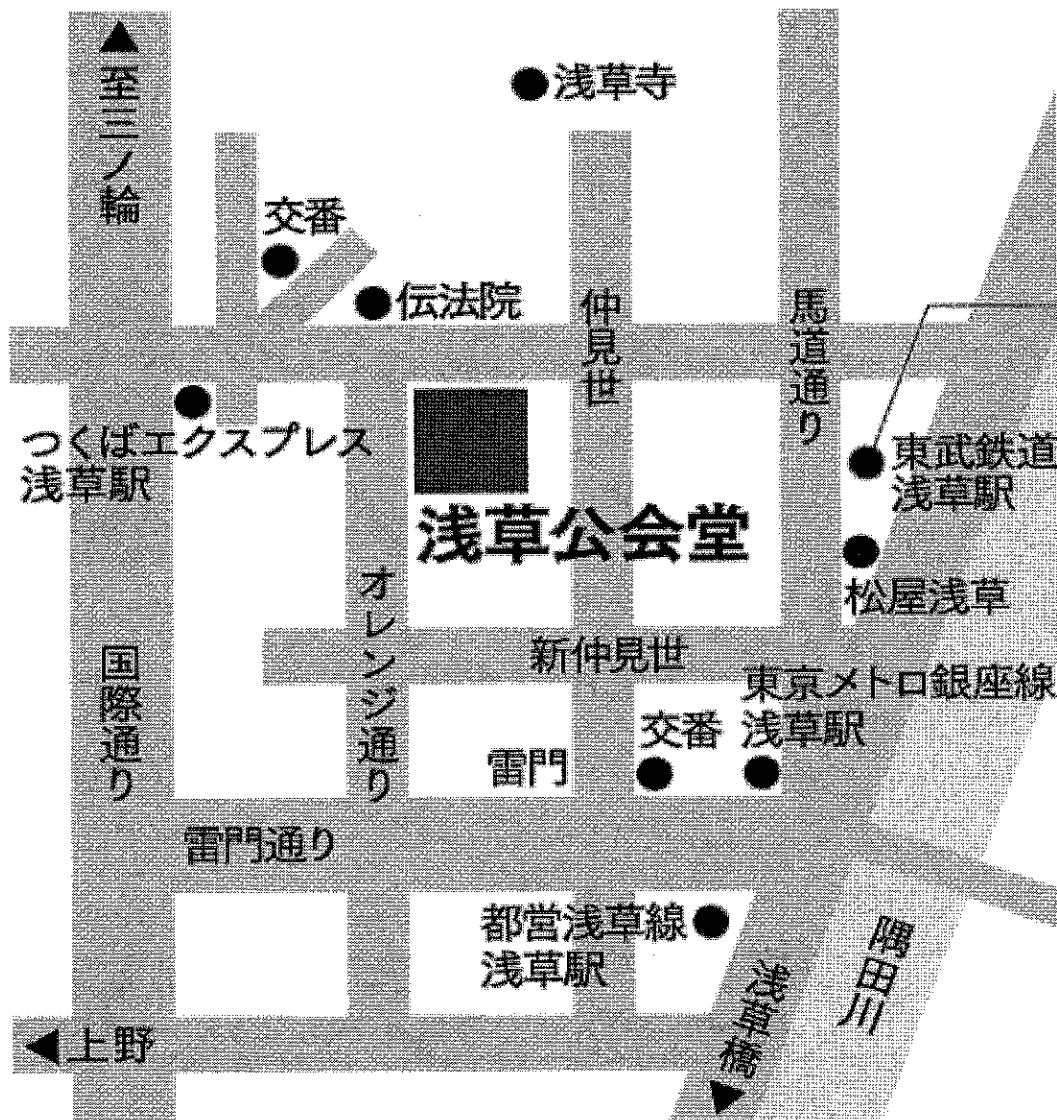 ▲至三ノ輪
浅草寺
交番
伝法院
仲見世
馬道通り
つくばエクスプレス
浅草駅
東武鉄道
浅草駅
浅草公会堂
松屋浅草
オレンジ通り
国際通り
新仲見世
東京メトロ銀座線
浅草駅
交番
雷門
雷門通り
都営浅草線
浅草駅
隅田川
浅草橋▼
◀上野